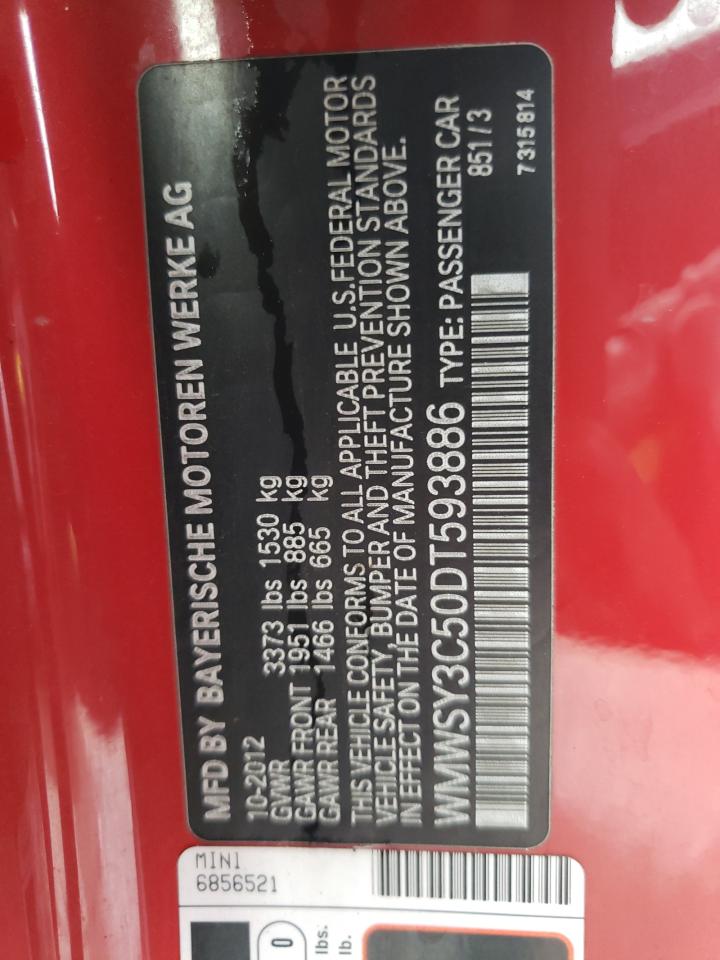 MFD BY BAYERISCHE MOTOREN WERKE AG
10-2012
GVWR 3373 lbs 1530 kg
GAWR FRONT 1951 lbs 885 kg
GAWR REAR 1466 lbs 665 kg
THIS VEHICLE CONFORMS TO ALL APPLICABLE U.S.FEDERAL MOTOR
VEHICLE SAFETY, BUMPER AND THEFT PREVENTION STANDARDS
IN EFFECT ON THE DATE OF MANUFACTURE SHOWN ABOVE.
WMWSY3C50DT593886 TYPE: PASSENGER CAR
851/3
7315814
MINI
6856521
0
lbs.
lb.